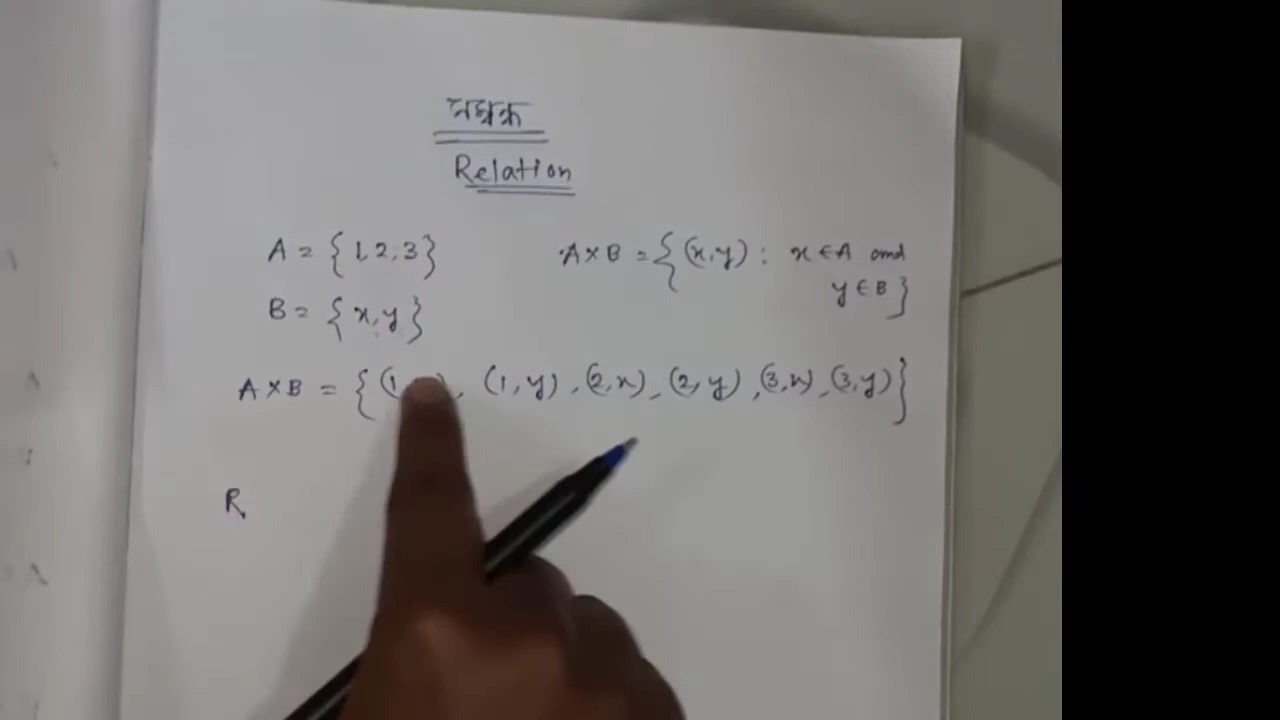 সম্বন্ধ
Relation
A = {1, 2, 3} A×B = {(x,y) : x∈A and
y∈B}
B = {x, y}
A×B = {(1, , (1, y), (2, x), (2, y), (3, x), (3, y)}
R